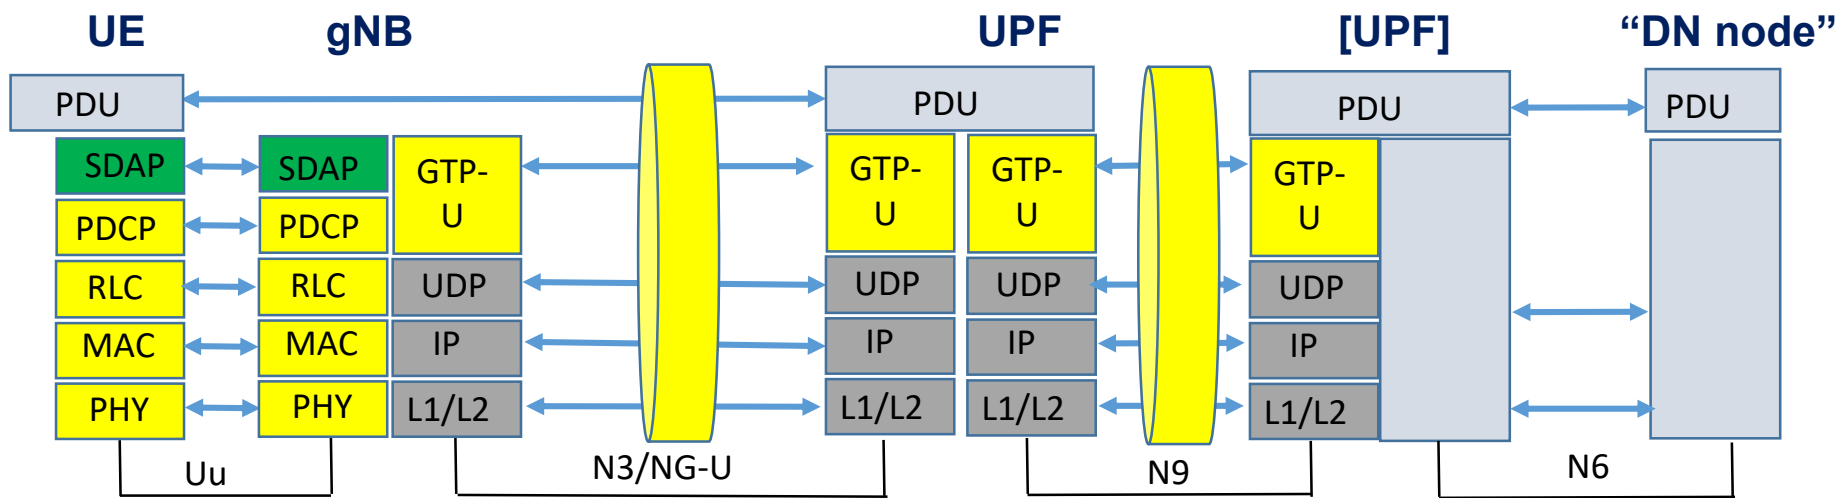 UE gNB UPF [UPF] “DN node”
PDU PDU PDU PDU
SDAP SDAP GTP- GTP- GTP- GTP-
U U U U
PDCP PDCP
RLC RLC UDP UDP UDP UDP
MAC MAC IP IP IP IP
PHY PHY L1/L2 L1/L2 L1/L2 L1/L2
Uu N3/NG-U N9 N6